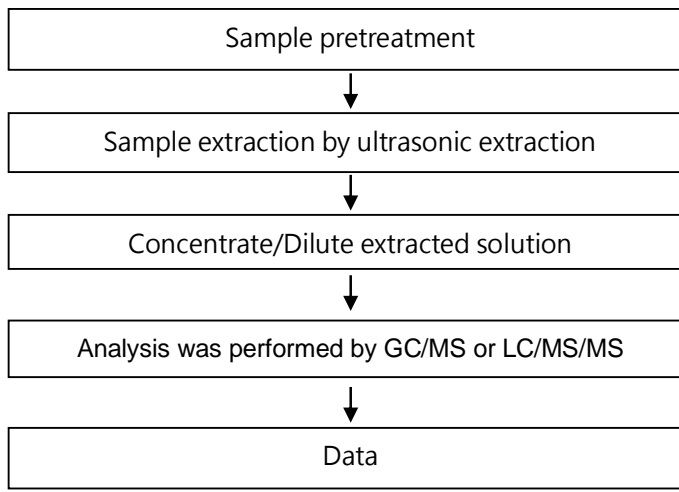 Sample pretreatment
Sample extraction by ultrasonic extraction
Concentrate/Dilute extracted solution
Analysis was performed by GC/MS or LC/MS/MS
Data